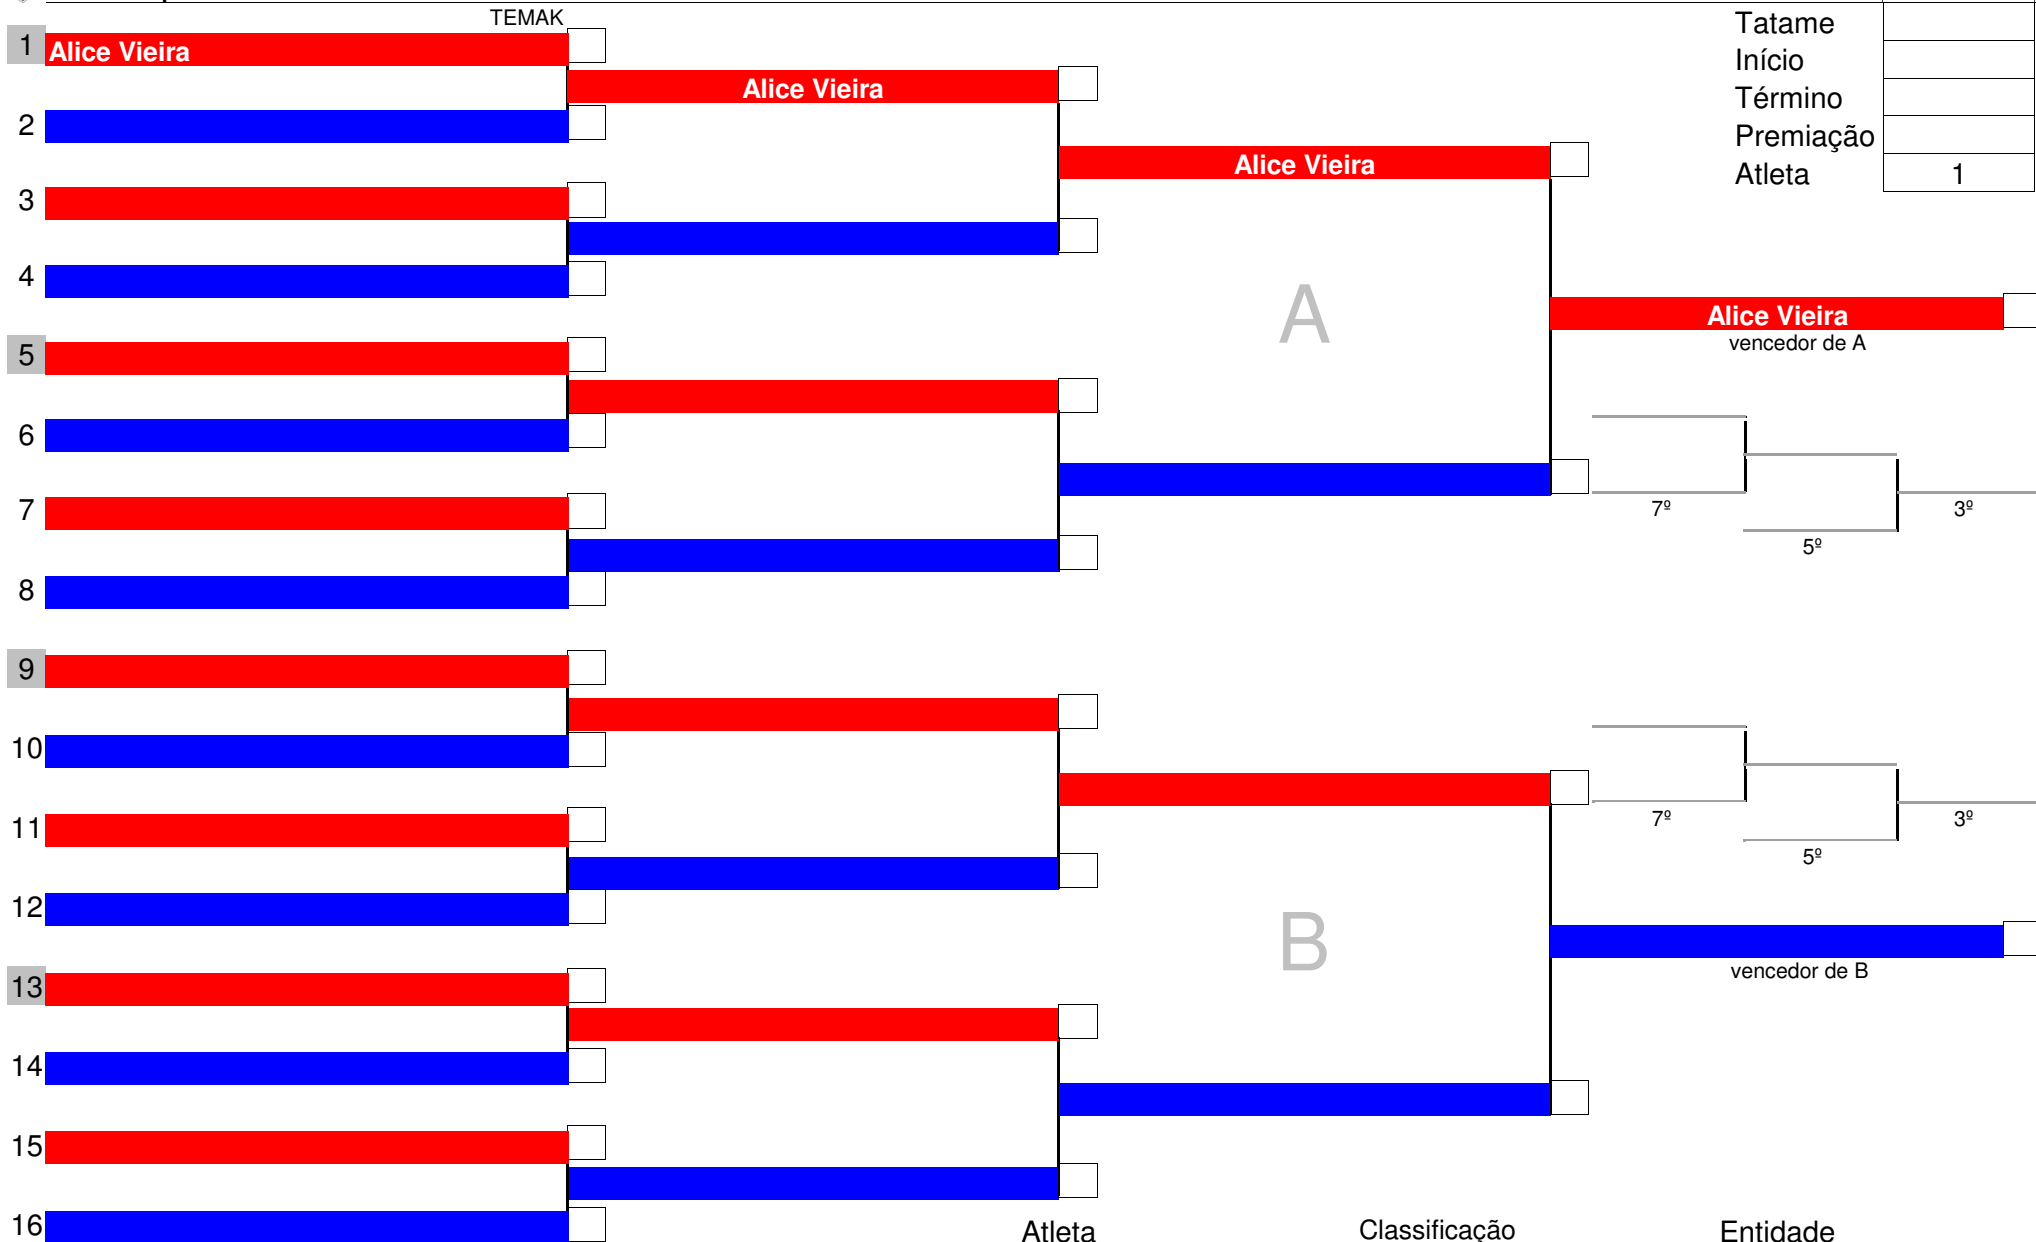 TEMAK
Tatame
1 Alice Vieira
Início
Alice Vieira
Término
2
Premiação
Alice Vieira
Atleta 1
3
4
A
Alice Vieira
vencedor de A
5
6
7
7º
3º
5º
8
9
10
7º
3º
11
5º
12
B
vencedor de B
13
14
15
16
Atleta Classificação Entidade